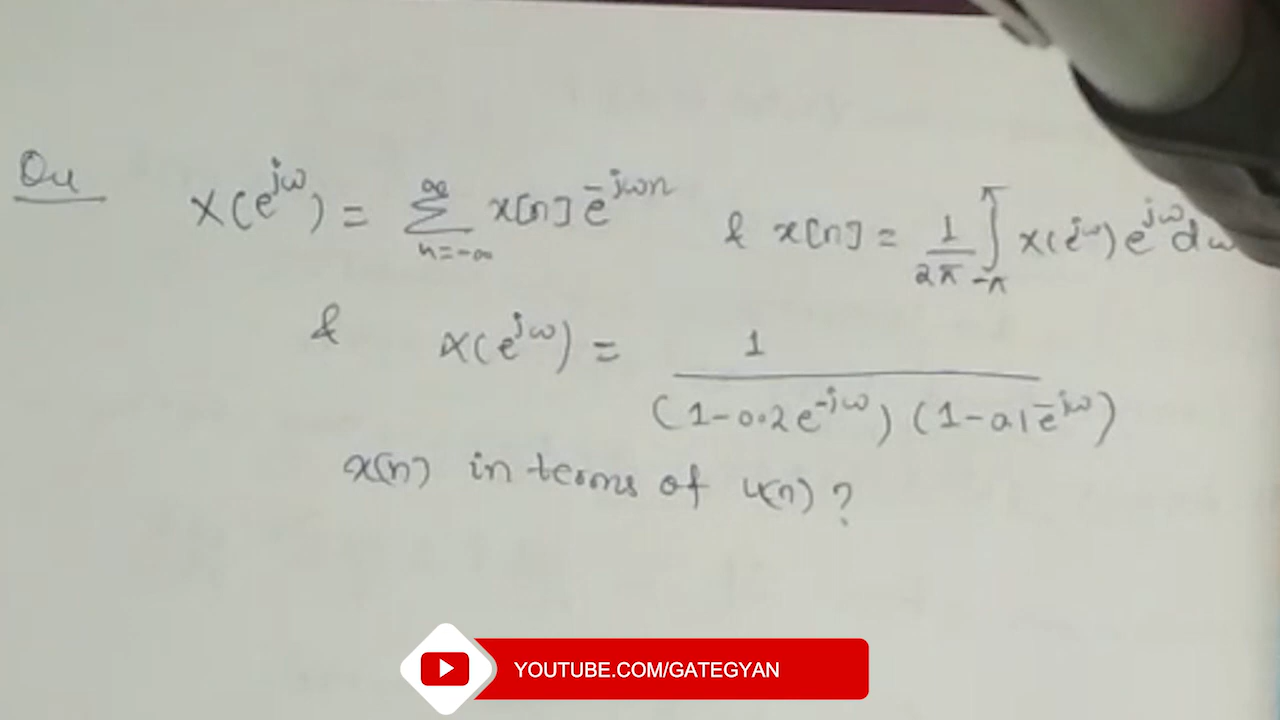 Qu X(e^jω) = ∑_{n=-∞}^{∞} x[n] e^-jωn & x[n] = 1/2π ∫_{-π}^{π} x(e^jω) e^jω dω
& X(e^jω) = 1 / (1-0.2e^-jω) (1-0.1e^-jω)
x(n) in terms of u(n) ?
YOUTUBE.COM/GATEGYAN